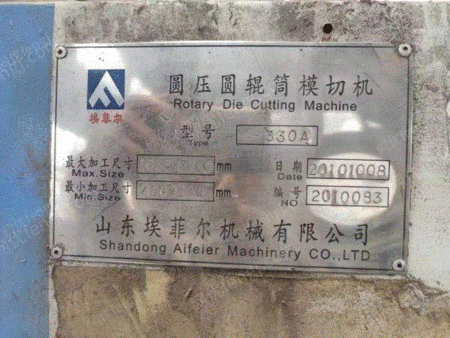 圆压圆辊筒模切机
Rotary Die Cutting Machine
埃菲尔
型号 330A
Type
最大加工尺寸 mm 日期 20101008
Max.Size Date
最小加工尺寸 mm 编号 2010083
Min.Size NO
山东埃菲尔机械有限公司
Shandong Aifeier Machinery CO.,LTD